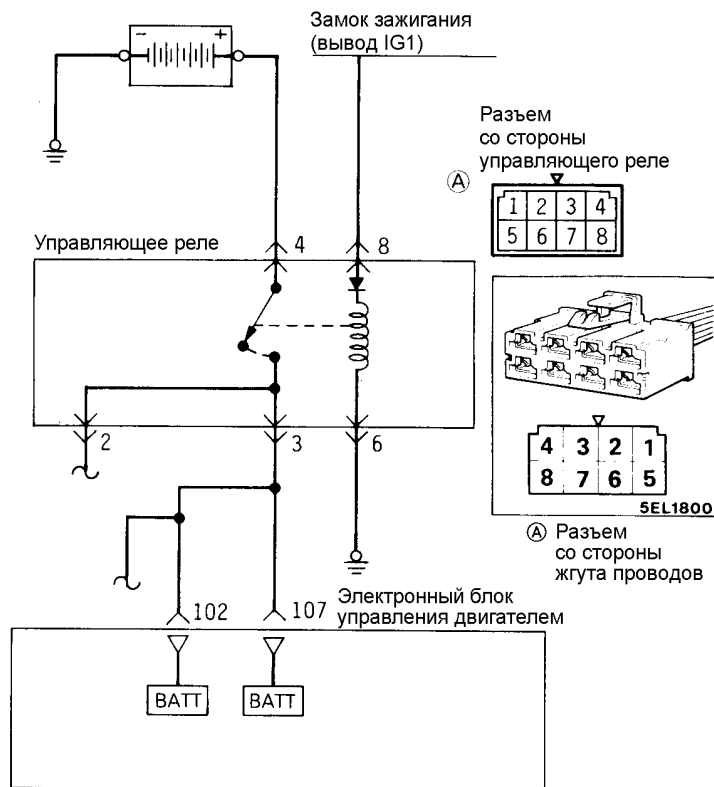 Замок зажигания
(вывод IG1)
- +
Разъем
со стороны
управляющего реле
A
1 2 3 4
5 6 7 8
Управляющее реле
4
8
2
3
6
4 3 2 1
8 7 6 5
5EL1800
A Разъем
со стороны
жгута проводов
Электронный блок
управления двигателем
102
107
BATT
BATT